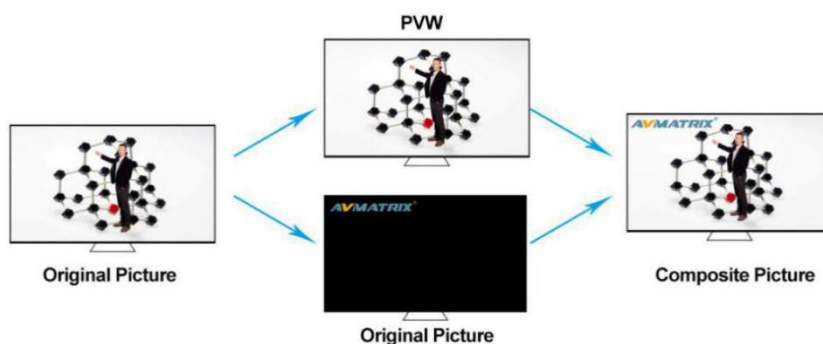 PVW
AVMATRIX®
Original Picture
AVMATRIX®
Original Picture
Composite Picture